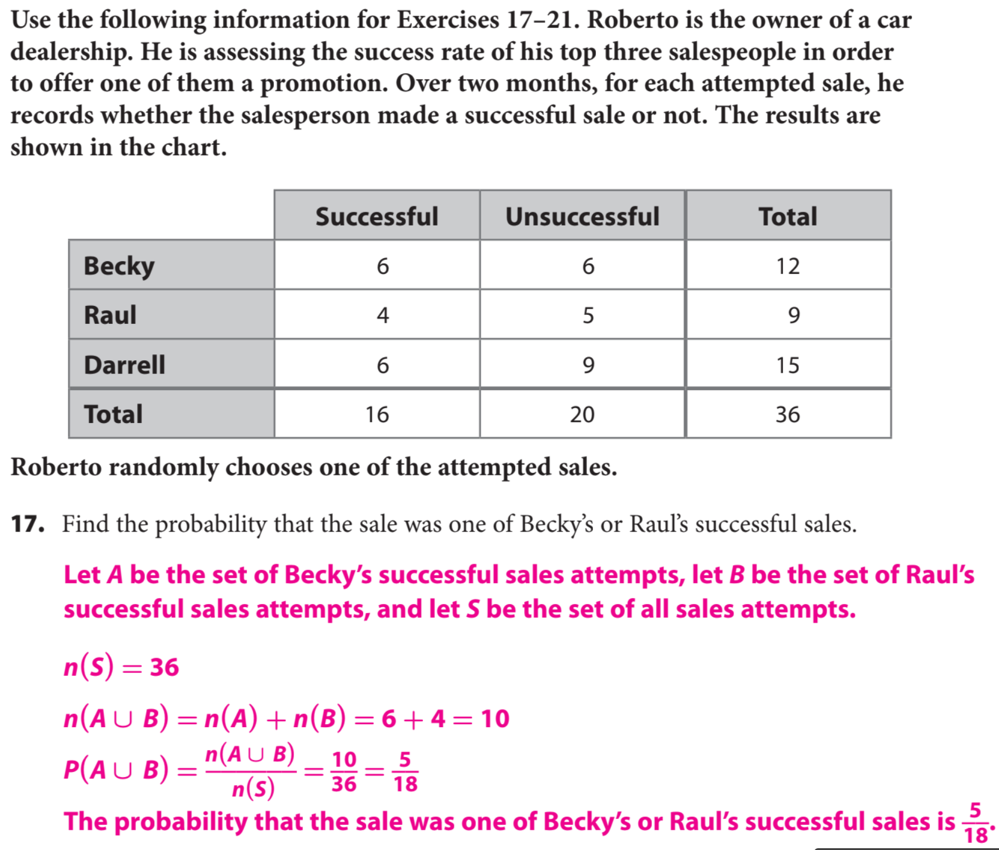 Use the following information for Exercises 17–21. Roberto is the owner of a car
dealership. He is assessing the success rate of his top three salespeople in order
to offer one of them a promotion. Over two months, for each attempted sale, he
records whether the salesperson made a successful sale or not. The results are
shown in the chart.
Successful Unsuccessful Total
Becky 6 6 12
Raul 4 5 9
Darrell 6 9 15
Total 16 20 36
Roberto randomly chooses one of the attempted sales.
17. Find the probability that the sale was one of Becky’s or Raul’s successful sales.
Let A be the set of Becky’s successful sales attempts, let B be the set of Raul’s
successful sales attempts, and let S be the set of all sales attempts.
n(S) = 36
n(A ∪ B) = n(A) + n(B) = 6 + 4 = 10
P(A ∪ B) = n(A ∪ B)/n(S) = 10/36 = 5/18
The probability that the sale was one of Becky’s or Raul’s successful sales is 5/18.